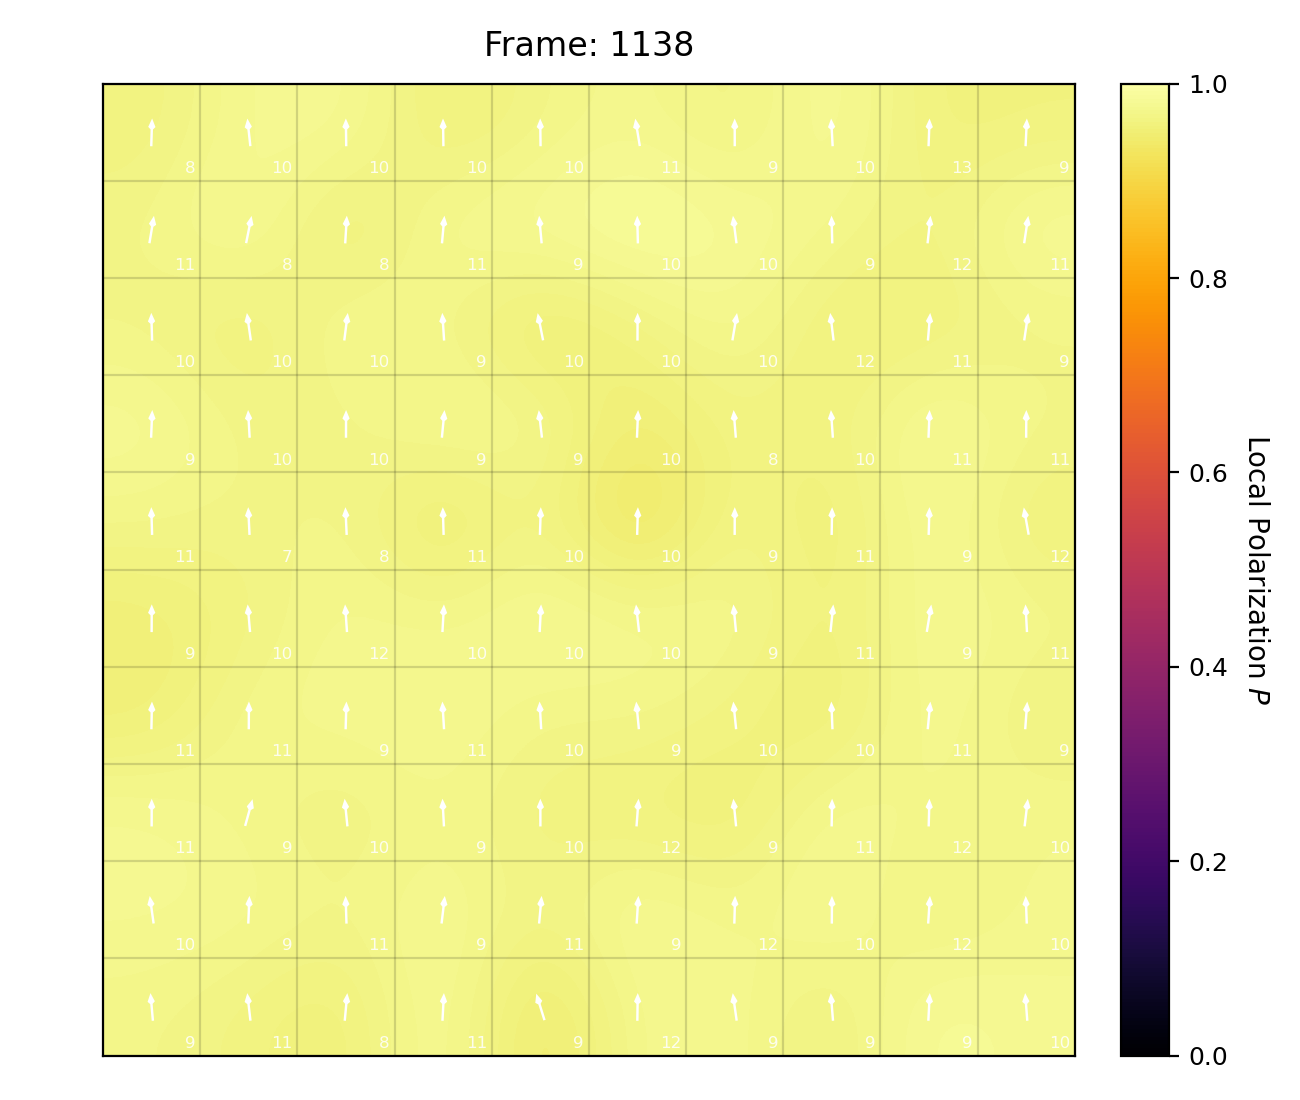 Frame: 1138
8 10 10 10 10 11 9 10 13 9
11 8 8 11 9 10 10 9 12 11
10 10 10 9 10 10 10 12 11 9
9 10 10 9 9 10 8 10 11 11
11 7 8 11 10 10 9 11 9 12
9 10 12 10 10 10 9 11 9 11
11 11 9 11 10 9 10 10 11 9
11 9 10 9 10 12 9 11 12 10
10 9 11 9 11 9 12 10 12 10
9 11 8 11 9 12 9 9 9 10
1.0
0.8
0.6
0.4
0.2
0.0
Local Polarization P